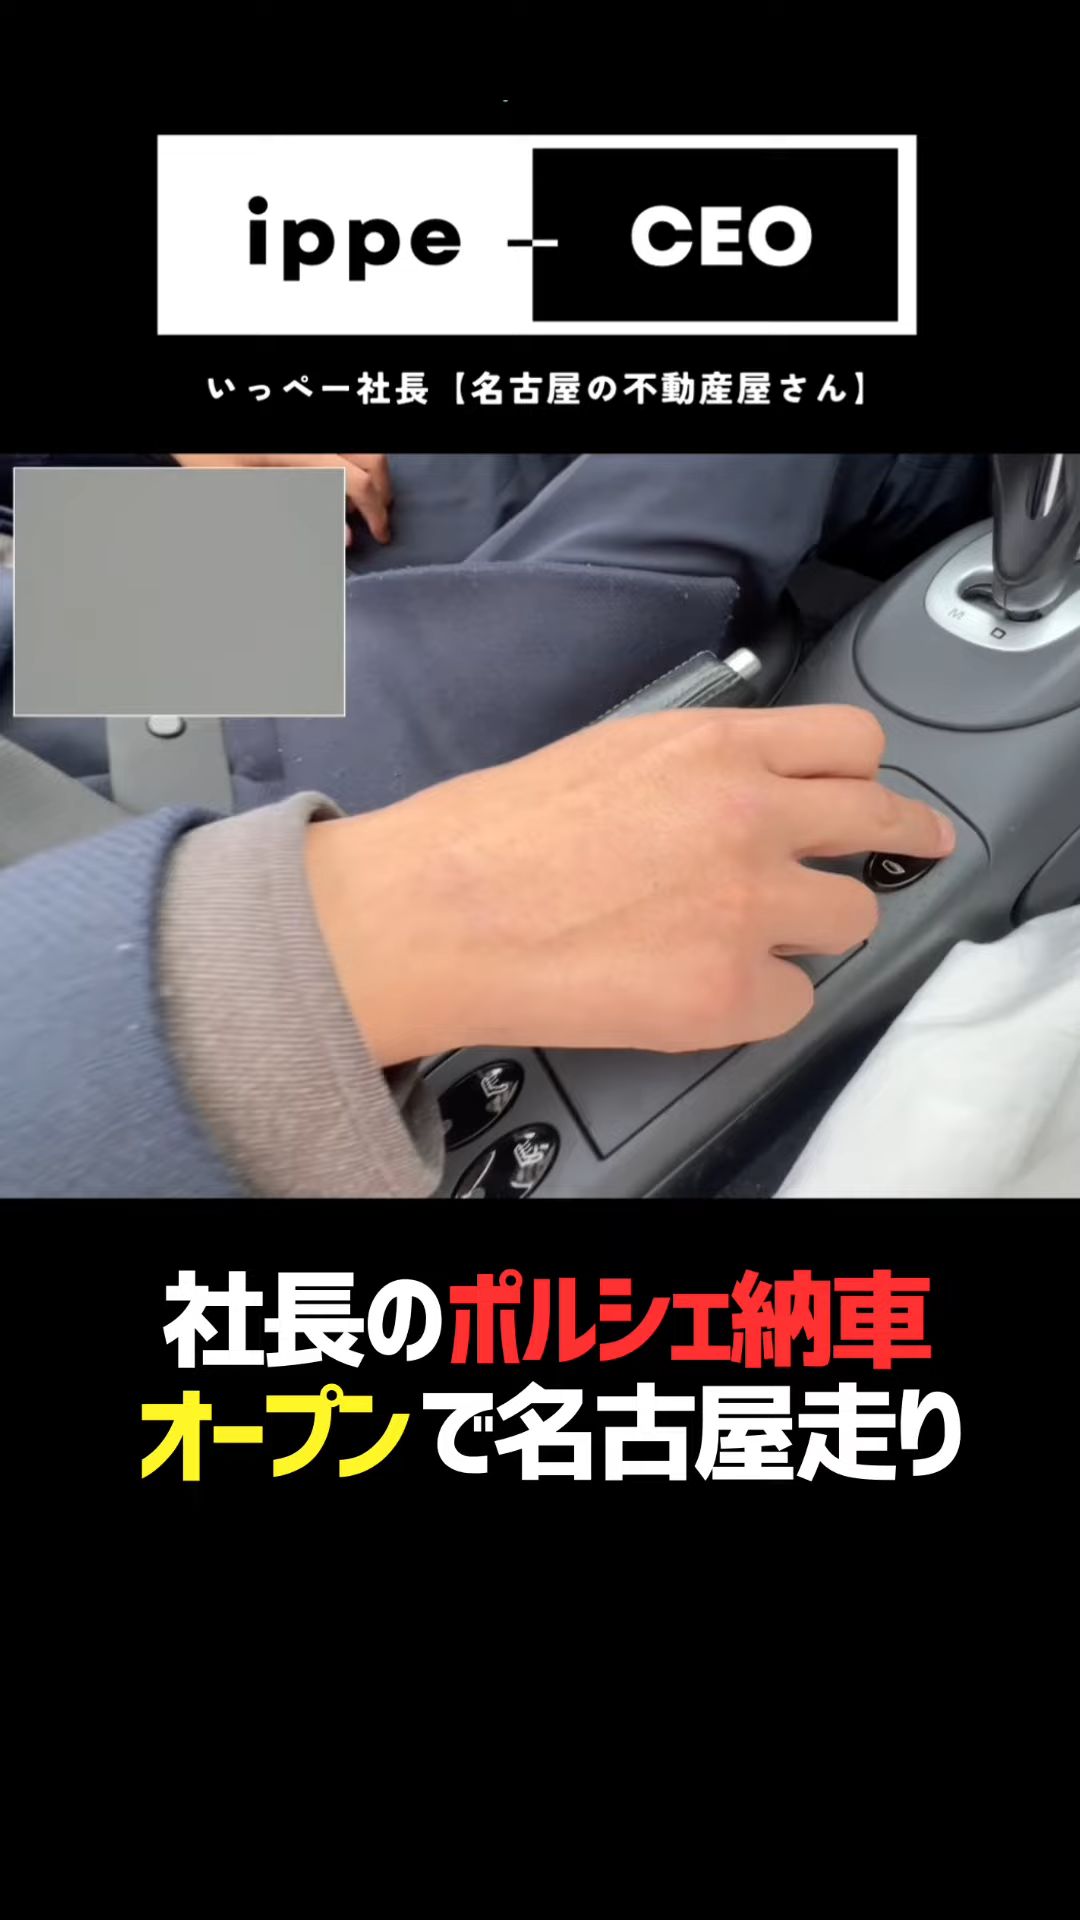 ippe – CEO
いっぺー社長【名古屋の不動産屋さん】
M
D
社長のポルシェ納車
オープンで名古屋走り